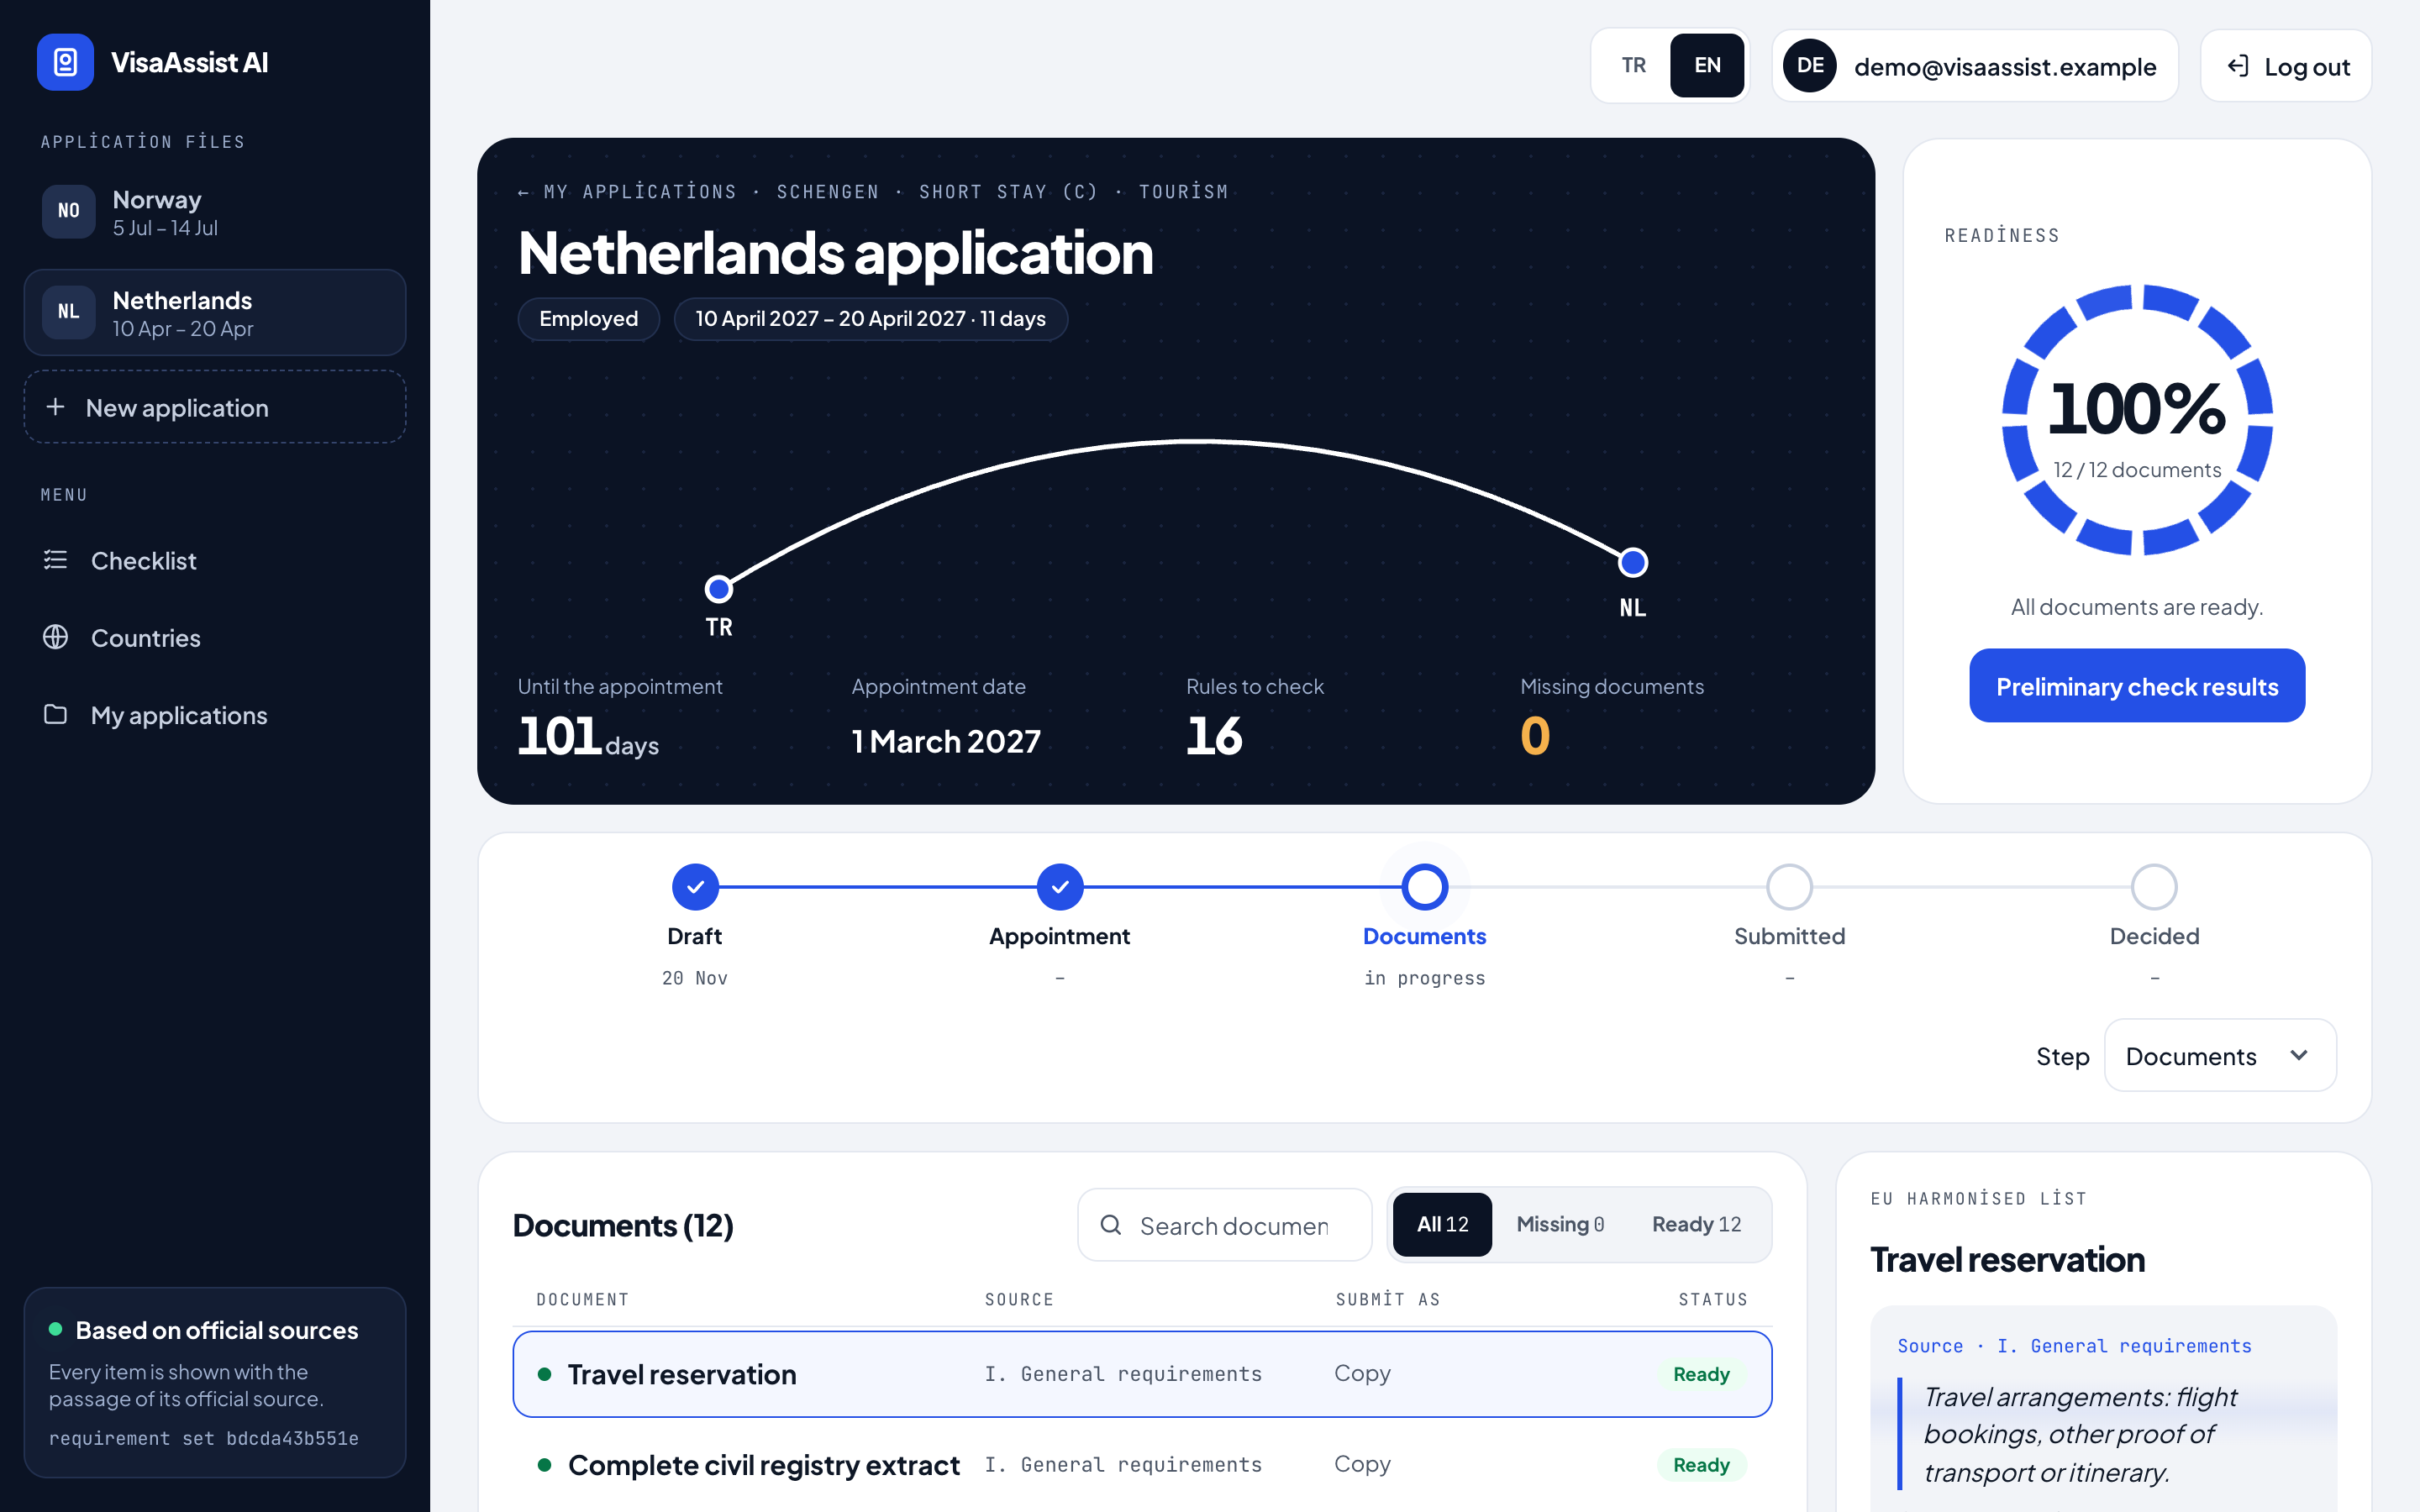 VisaAssist AI
APPLİCATİON FİLES
NO
Norway
5 Jul – 14 Jul
NL
Netherlands
10 Apr – 20 Apr
+ New application
MENU
Checklist
Countries
My applications
Based on official sources
Every item is shown with the
passage of its official source.
requirement set bdcda43b551e
TR EN
DE demo@visaassist.example
Log out
← MY APPLİCATİONS · SCHENGEN · SHORT STAY (C) · TOURİSM
Netherlands application
Employed
10 April 2027 – 20 April 2027 · 11 days
TR
NL
Until the appointment
101 days
Appointment date
1 March 2027
Rules to check
16
Missing documents
0
READİNESS
100%
12 / 12 documents
All documents are ready.
Preliminary check results
Draft
20 Nov
Appointment
–
Documents
in progress
Submitted
–
Decided
–
Step Documents
Documents (12)
Search documen
All 12 Missing 0 Ready 12
DOCUMENT SOURCE SUBMİT AS STATUS
Travel reservation I. General requirements Copy Ready
Complete civil registry extract I. General requirements Copy Ready
EU HARMONİSED LİST
Travel reservation
Source · I. General requirements
Travel arrangements: flight
bookings, other proof of
transport or itinerary.